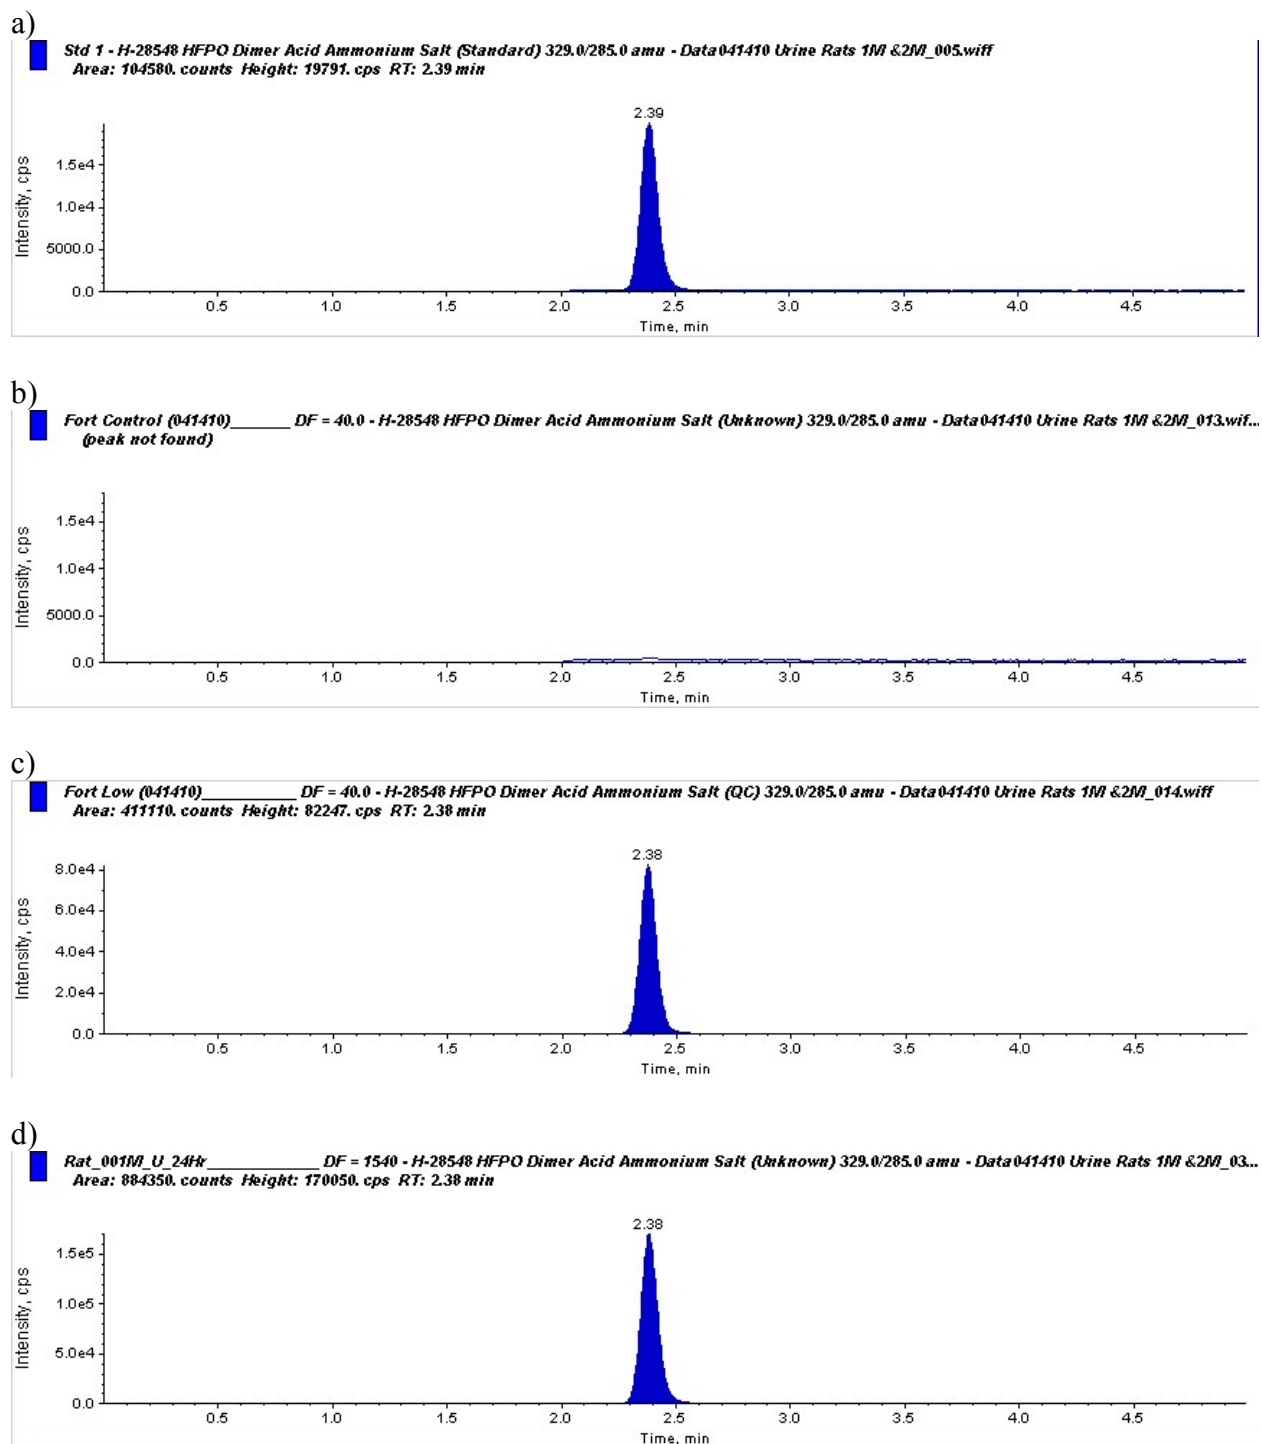 a)
Std 1 - H-28548 HFPO Dimer Acid Ammonium Salt (Standard) 329.0/285.0 amu - Data041410 Urine Rats 1M &2M_005.wiff
Area: 104580. counts Height: 19791. cps RT: 2.39 min
2.39
1.5e4
1.0e4
5000.0
0.0
Intensity, cps
0.5 1.0 1.5 2.0 2.5 3.0 3.5 4.0 4.5
Time, min
b)
Fort Control (041410)_______ DF = 40.0 - H-28548 HFPO Dimer Acid Ammonium Salt (Unknown) 329.0/285.0 amu - Data041410 Urine Rats 1M &2M_013.wif...
(peak not found)
1.5e4
1.0e4
5000.0
0.0
Intensity, cps
0.5 1.0 1.5 2.0 2.5 3.0 3.5 4.0 4.5
Time, min
c)
Fort Low (041410)___________ DF = 40.0 - H-28548 HFPO Dimer Acid Ammonium Salt (QC) 329.0/285.0 amu - Data041410 Urine Rats 1M &2M_014.wiff
Area: 411110. counts Height: 82247. cps RT: 2.38 min
2.38
8.0e4
6.0e4
4.0e4
2.0e4
0.0
Intensity, cps
0.5 1.0 1.5 2.0 2.5 3.0 3.5 4.0 4.5
Time, min
d)
Rat_001M_U_24Hr_____________ DF = 1540 - H-28548 HFPO Dimer Acid Ammonium Salt (Unknown) 329.0/285.0 amu - Data041410 Urine Rats 1M &2M_03...
Area: 884350. counts Height: 170050. cps RT: 2.38 min
2.38
1.5e5
1.0e5
5.0e4
0.0
Intensity, cps
0.5 1.0 1.5 2.0 2.5 3.0 3.5 4.0 4.5
Time, min